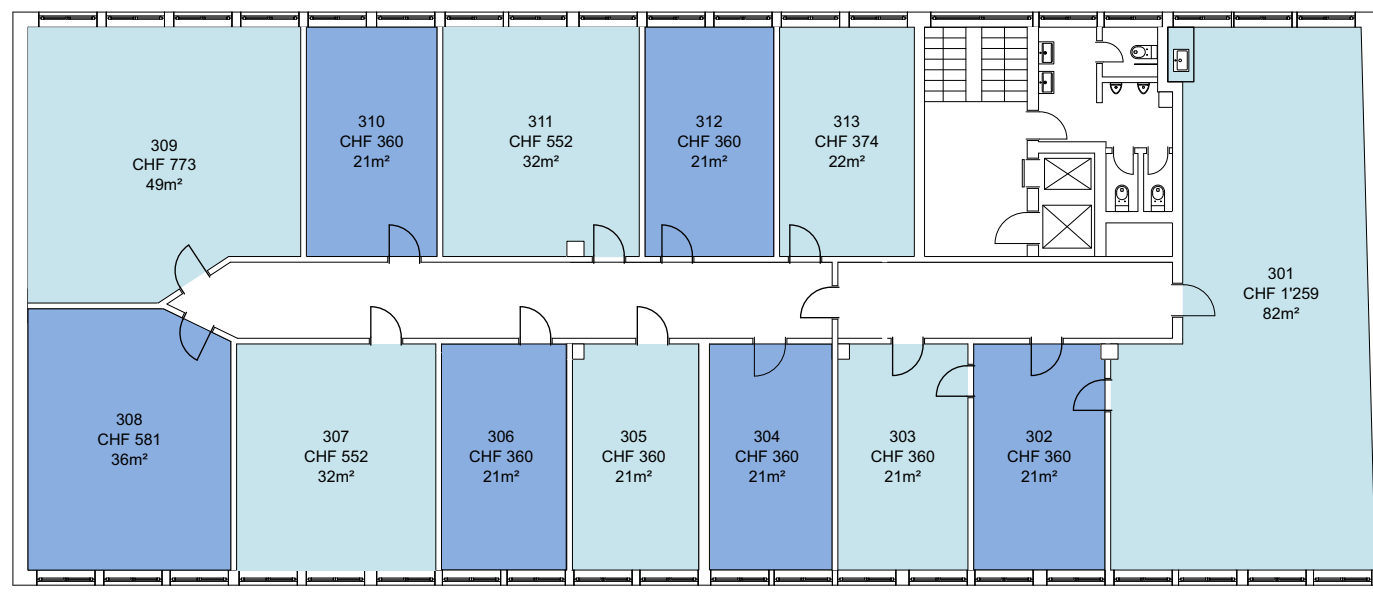 309
CHF 773
49m²
310
CHF 360
21m²
311
CHF 552
32m²
312
CHF 360
21m²
313
CHF 374
22m²
301
CHF 1'259
82m²
308
CHF 581
36m²
307
CHF 552
32m²
306
CHF 360
21m²
305
CHF 360
21m²
304
CHF 360
21m²
303
CHF 360
21m²
302
CHF 360
21m²